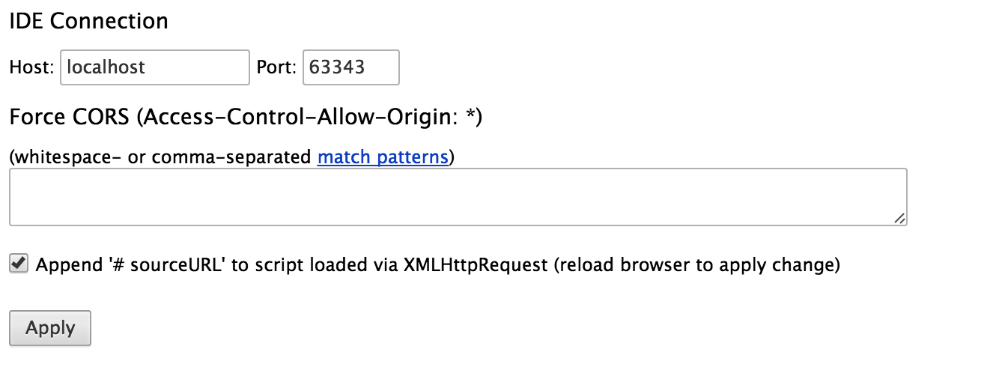 IDE Connection
Host: localhost Port: 63343
Force CORS (Access-Control-Allow-Origin: *)
(whitespace- or comma-separated match patterns)
Append '# sourceURL' to script loaded via XMLHttpRequest (reload browser to apply change)
Apply